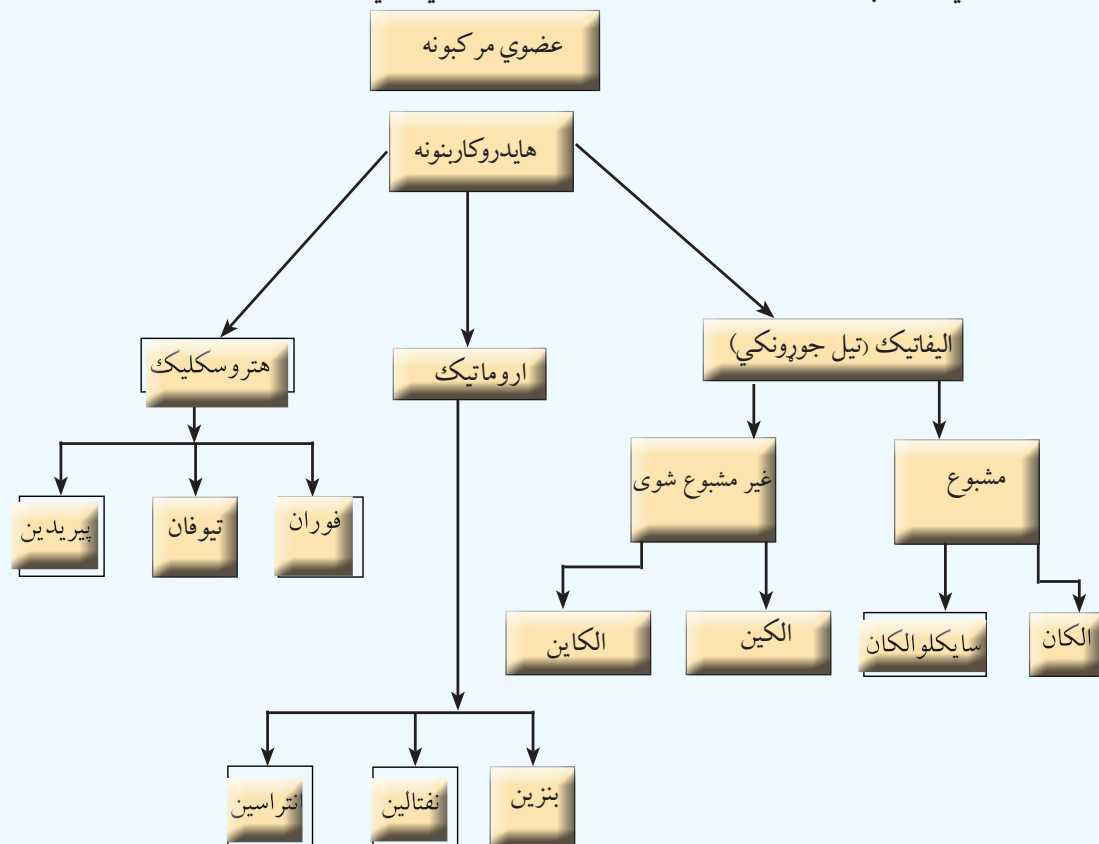 عضوي مرکبونه
هایدروکاربنونه
الیفاتیک (تیل جوړونکي)
اروماتیک
هتروسکلیک
مشبوع
غیر مشبوع شوی
فوران
تیوفان
پیریدین
الکان
سایکلوالکان
الکین
الکاین
بنزین
نفتالین
انتراسین